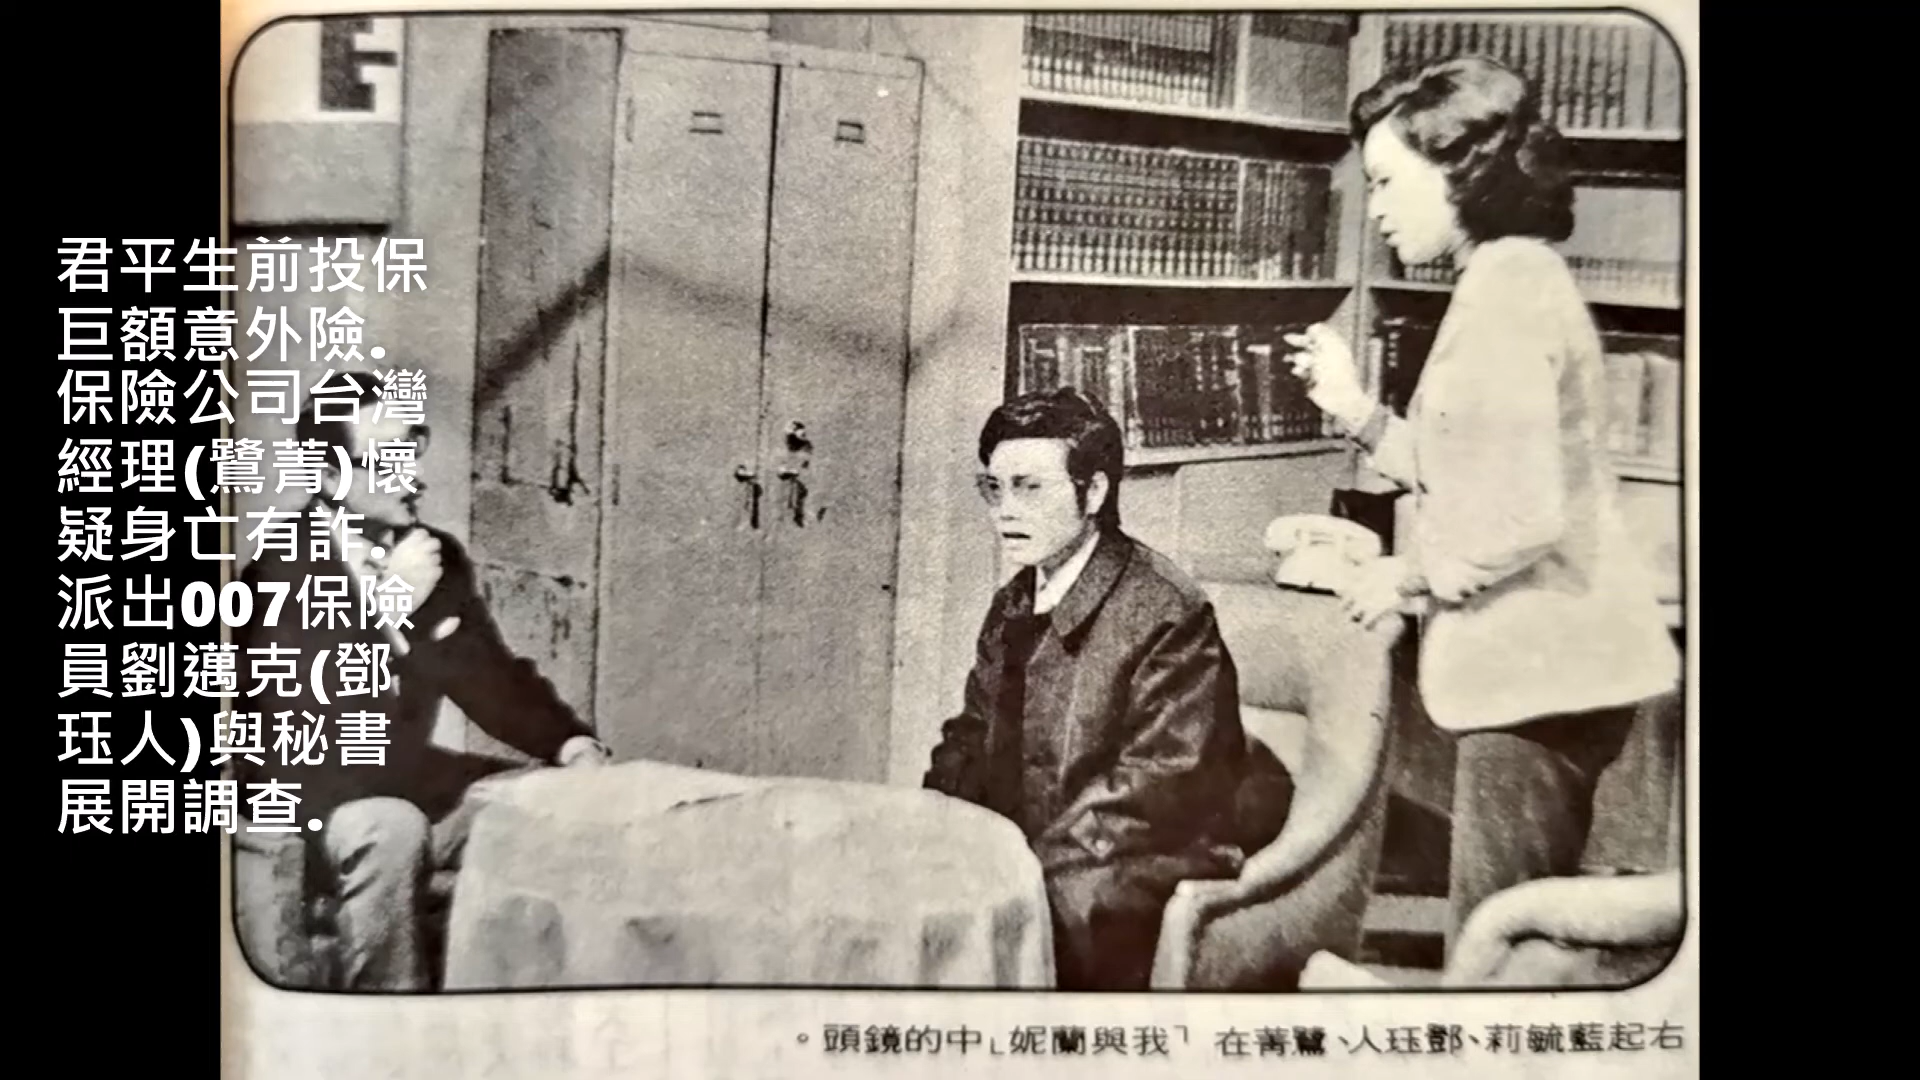 君平生前投保
巨額意外險.
保險公司台灣
經理(鷺菁)懷
疑身亡有詐.
派出007保險
員劉邁克(鄧
珏人)與秘書
展開調查.
右起藍毓莉、鄧珏人、鷺菁在「我與蘭妮」中的鏡頭。